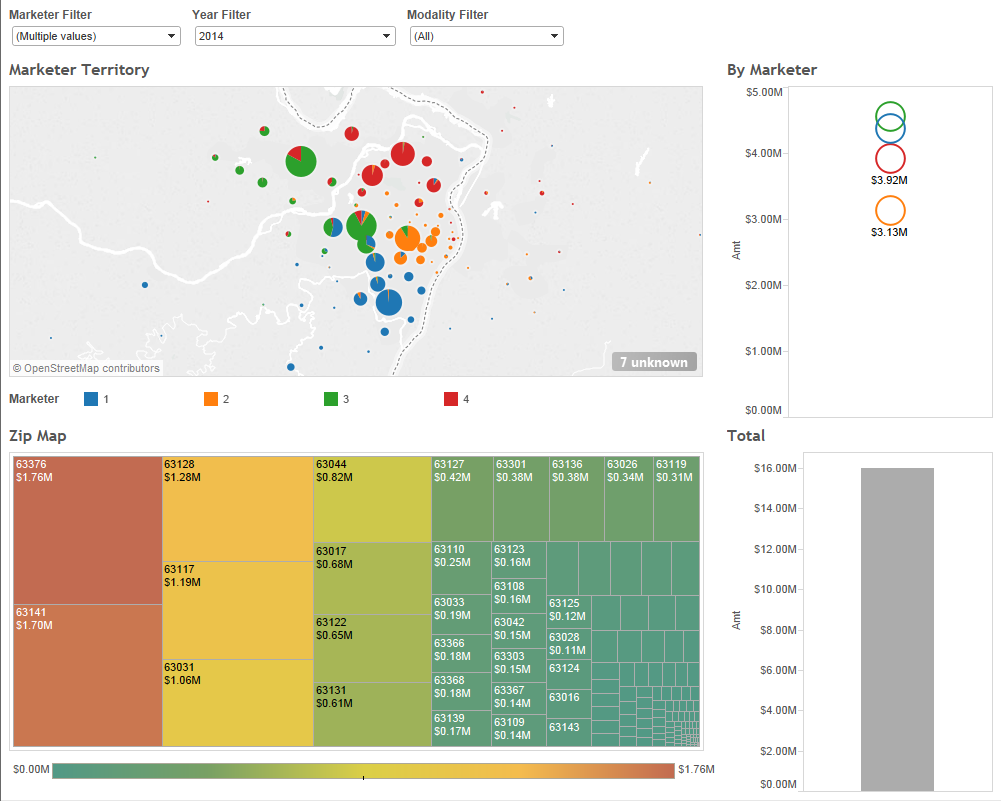 Marketer Filter
Year Filter
Modality Filter
(Multiple values)
2014
(All)
Marketer Territory
© OpenStreetMap contributors
7 unknown
Marketer
1
2
3
4
By Marketer
$5.00M
$4.00M
$3.00M
$2.00M
$1.00M
$0.00M
Amt
$3.92M
$3.13M
Zip Map
63376
$1.76M
63141
$1.70M
63128
$1.28M
63117
$1.19M
63031
$1.06M
63044
$0.82M
63017
$0.68M
63122
$0.65M
63131
$0.61M
63127
$0.42M
63301
$0.38M
63136
$0.38M
63026
$0.34M
63119
$0.31M
63110
$0.25M
63033
$0.19M
63366
$0.18M
63368
$0.18M
63139
$0.17M
63123
$0.16M
63108
$0.16M
63042
$0.15M
63303
$0.15M
63367
$0.14M
63109
$0.14M
63125
$0.12M
63028
$0.11M
63124
63016
63143
$0.00M
$1.76M
Total
$16.00M
$14.00M
$12.00M
$10.00M
$8.00M
$6.00M
$4.00M
$2.00M
$0.00M
Amt